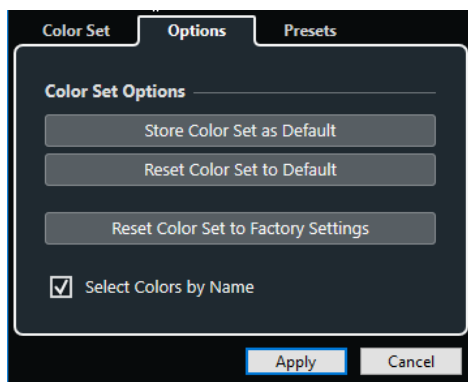 Color Set Options Presets
Color Set Options
Store Color Set as Default
Reset Color Set to Default
Reset Color Set to Factory Settings
Select Colors by Name
Apply Cancel